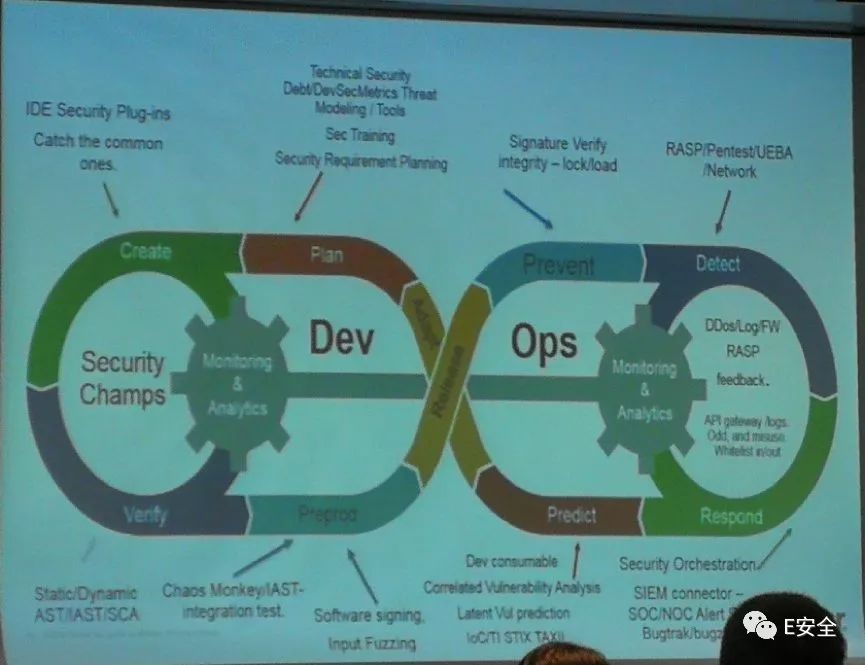 IDE Security Plug-ins
Catch the common
ones.
Technical Security
Debt/DevSecMetrics Threat
Modeling / Tools
Sec Training
Security Requirement Planning
Signature Verify
integrity – lock/load
RASP/Pentest/UEBA
/Network
Create
Plan
Prevent
Detect
Adapt
Release
Dev
Ops
Security
Champs
Monitoring
&
Analytics
Monitoring
&
Analytics
DDos/Log/FW
RASP
feedback.
API gateway /logs.
Odd, and misuse.
Whitelist in/out
Verify
Preprod
Predict
Respond
Static/Dynamic
AST/IAST/SCA
Chaos Monkey/IAST-
integration test.
Software signing,
Input Fuzzing
Dev consumable
Correlated Vulnerability Analysis
Latent Vul prediction
IoC/TI STIX TAXII
Security Orchestration
SIEM connector –
SOC/NOC Alert
E安全